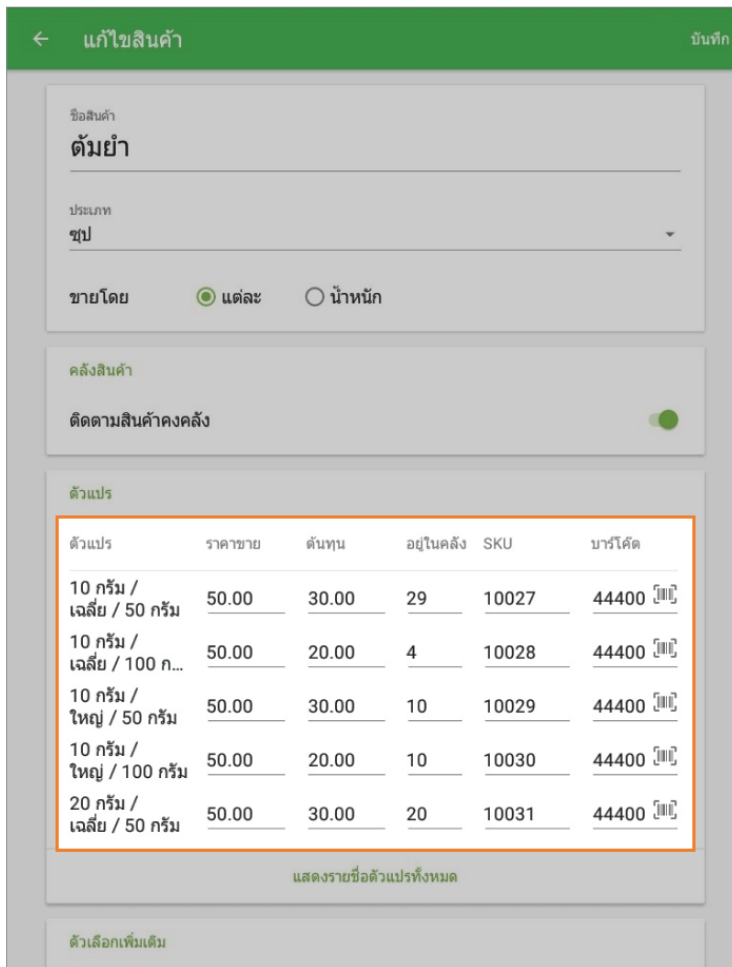 แก้ไขสินค้า บันทึก
ชื่อสินค้า
ต้มยำ
ประเภท
ซุป
ขายโดย แต่ละ น้ำหนัก
คลังสินค้า
ติดตามสินค้าคงคลัง
ตัวแปร
ตัวแปร ราคาขาย ต้นทุน อยู่ในคลัง SKU บาร์โค้ด
10 กรัม /
เฉลี่ย / 50 กรัม 50.00 30.00 29 10027 44400
10 กรัม /
เฉลี่ย / 100 ก... 50.00 20.00 4 10028 44400
10 กรัม /
ใหญ่ / 50 กรัม 50.00 30.00 10 10029 44400
10 กรัม /
ใหญ่ / 100 กรัม 50.00 20.00 10 10030 44400
20 กรัม /
เฉลี่ย / 50 กรัม 50.00 30.00 20 10031 44400
แสดงรายชื่อตัวแปรทั้งหมด
ตัวเลือกเพิ่มเติม